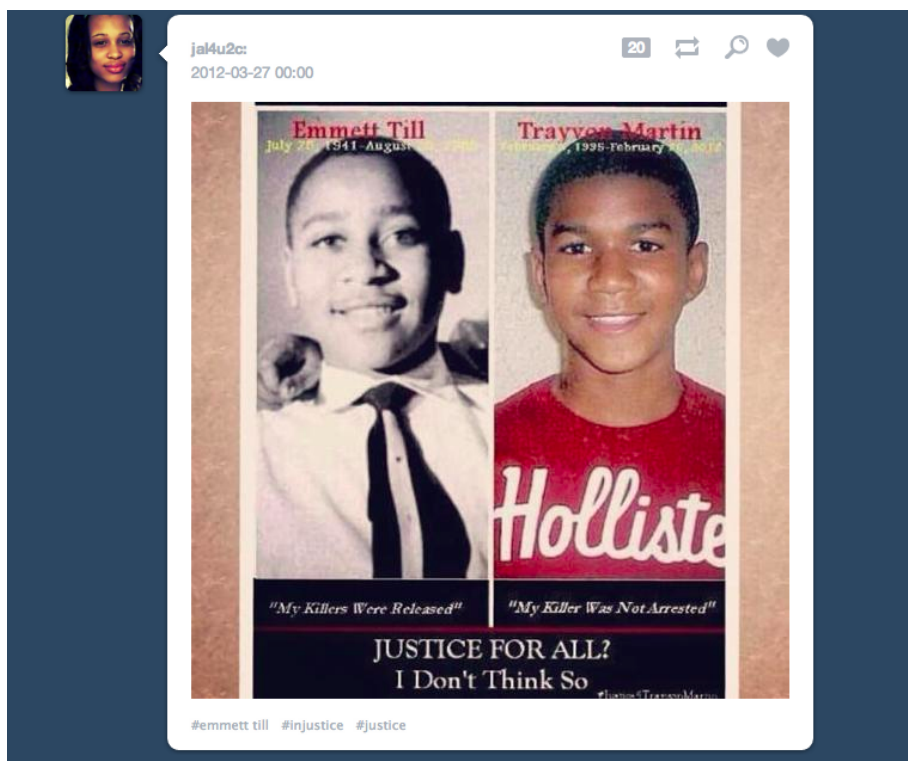 jal4u2c:
20
2012-03-27 00:00
Emmett Till
July 25, 1941-August
Trayvon Martin
1995-February
Holliste
"My Killers Were Released"
"My Killer Was Not Arrested"
JUSTICE FOR ALL?
I Don't Think So
#emmett till #injustice #justice